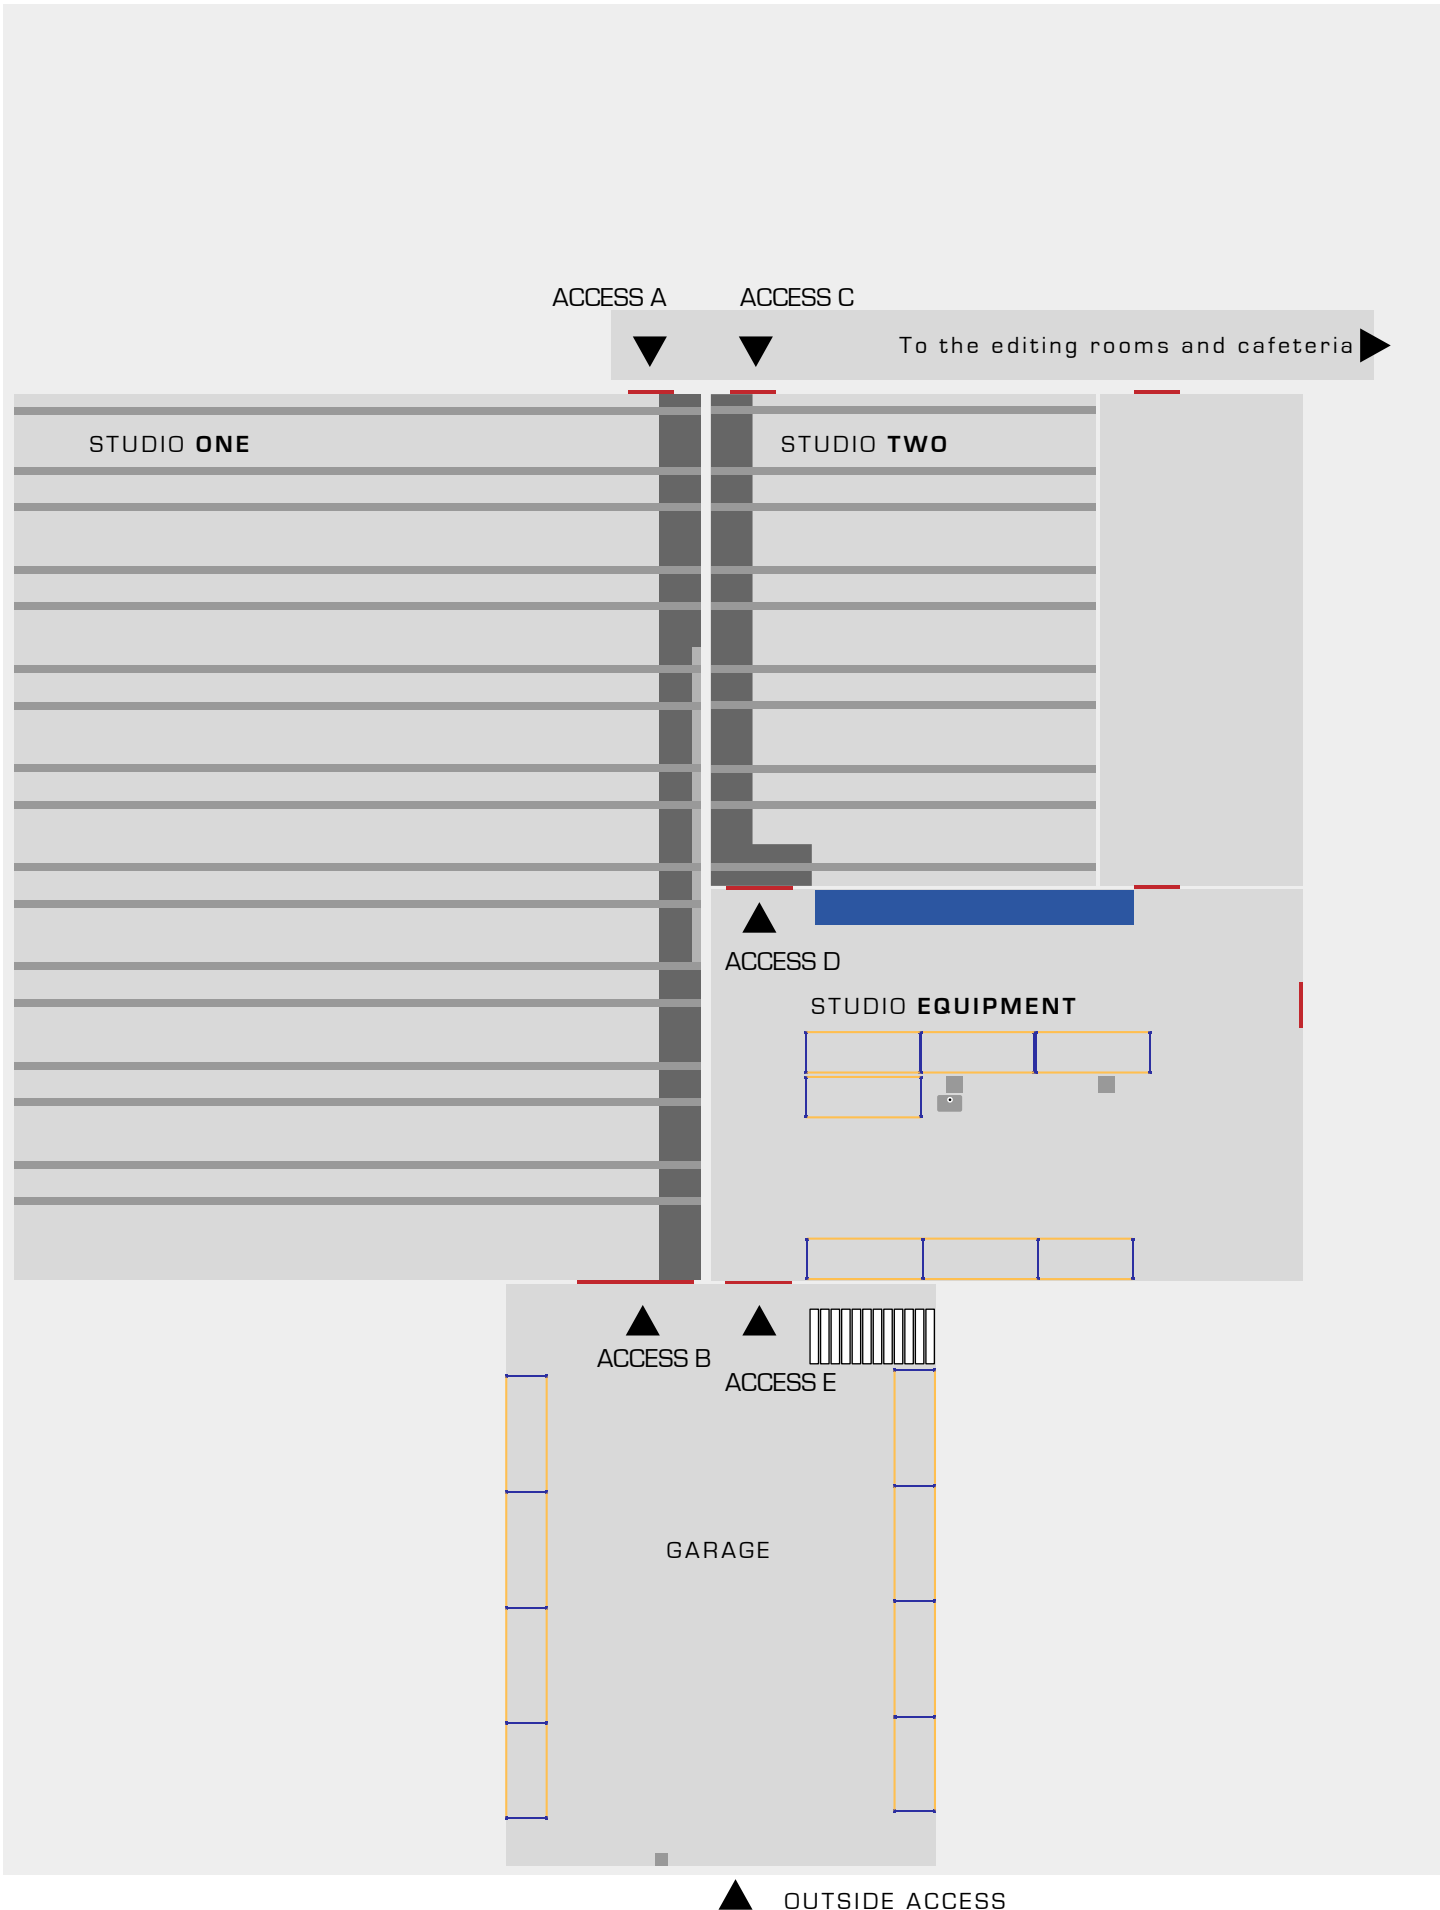 ACCESS A
ACCESS C
To the editing rooms and cafeteria
STUDIO ONE
STUDIO TWO
ACCESS D
STUDIO EQUIPMENT
ACCESS B
ACCESS E
GARAGE
OUTSIDE ACCESS